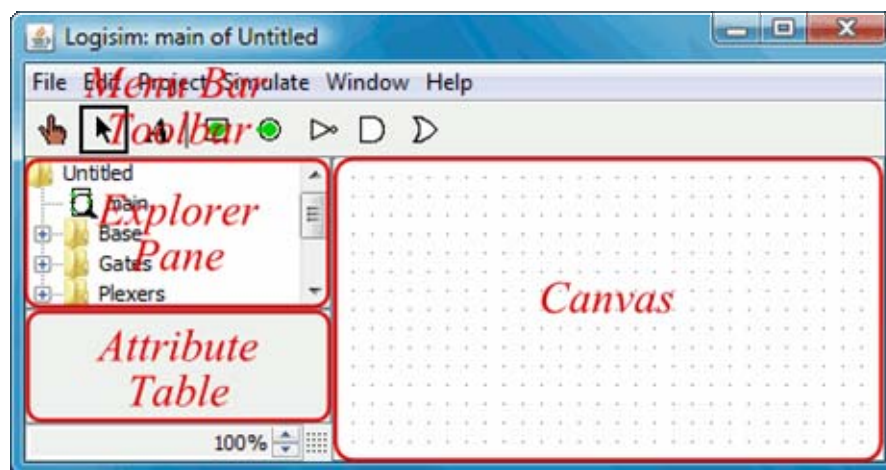 Logisim: main of Untitled
File Edit Project Simulate Window Help
Menu Bar
Toolbar
Untitled
main
Base
Gates
Plexers
Explorer
Pane
Canvas
Attribute
Table
100%